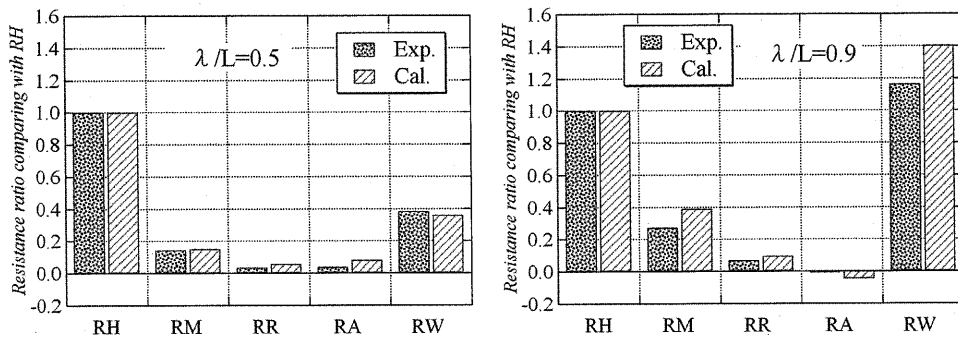 Resistance ratio comparing with RH
1.6
1.4
1.2
1.0
0.8
0.6
0.4
0.2
0.0
-0.2
λ/L=0.5
Exp.
Cal.
RH RM RR RA RW
Resistance ratio comparing with RH
1.6
1.4
1.2
1.0
0.8
0.6
0.4
0.2
0.0
-0.2
Exp.
Cal.
λ/L=0.9
RH RM RR RA RW